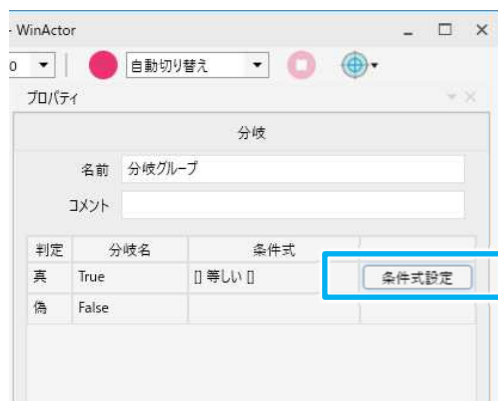 - WinActor
0
自動切り替え
プロパティ
分岐
名前 分岐グループ
コメント
判定 分岐名 条件式
真 True [] 等しい [] 条件式設定
偽 False